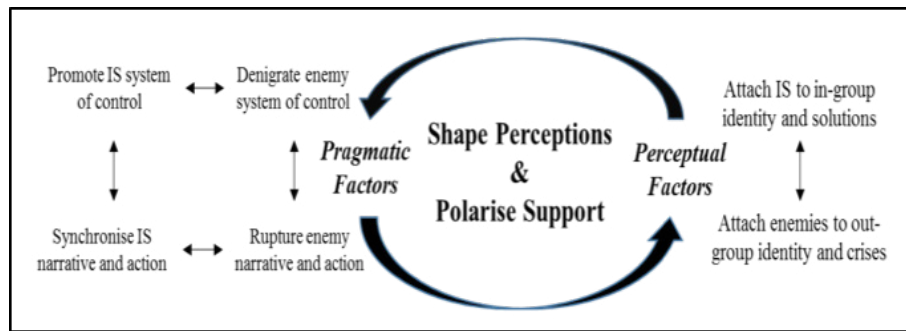 Promote IS system
of control
Denigrate enemy
system of control
Synchronise IS
narrative and action
Rupture enemy
narrative and action
Pragmatic
Factors
Shape Perceptions
&
Polarise Support
Perceptual
Factors
Attach IS to in-group
identity and solutions
Attach enemies to out-
group identity and crises